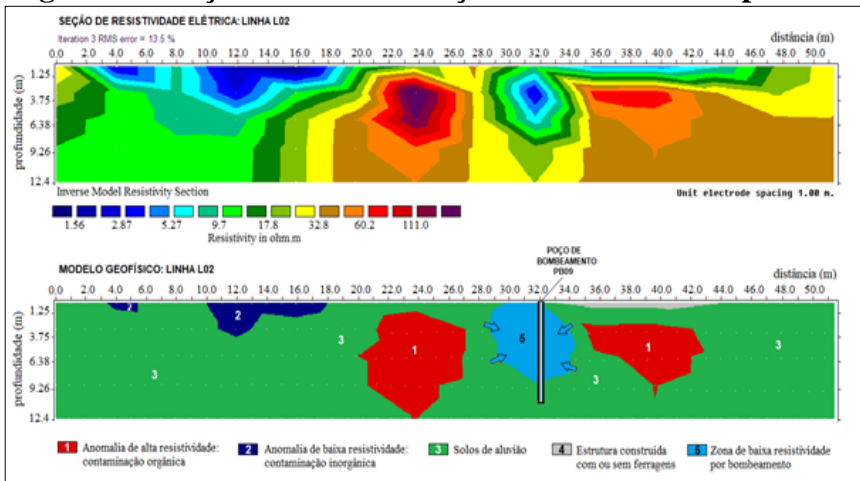 SEÇÃO DE RESISTIVIDADE ELÉTRICA: LINHA L02
Iteration 3 RMS error = 13.5 %
distância (m)
0.0 2.0 4.0 6.0 8.0 10.0 12.0 14.0 16.0 18.0 20.0 22.0 24.0 26.0 28.0 30.0 32.0 34.0 36.0 38.0 40.0 42.0 44.0 46.0 48.0 50.0
profundidade (m)
1.25
3.75
6.38
9.26
12.4
Inverse Model Resistivity Section
Unit electrode spacing 1.00 m.
1.56 2.87 5.27 9.7 17.8 32.8 60.2 111.0
Resistivity in ohm.m
MODELO GEOFÍSICO: LINHA L02
POÇO DE
BOMBEAMENTO
PB09
distância (m)
0.0 2.0 4.0 6.0 8.0 10.0 12.0 14.0 16.0 18.0 20.0 22.0 24.0 26.0 28.0 30.0 32.0 34.0 36.0 38.0 40.0 42.0 44.0 46.0 48.0 50.0
profundidade (m)
1.25
3.75
6.38
9.26
12.4
2
2
3
3
1
5
1
3
3
1 Anomalia de alta resistividade:
contaminação orgânica
2 Anomalia de baixa resistividade:
contaminação inorgânica
3 Solos de aluvião
4 Estrutura construida
com ou sem ferragens
5 Zona de baixa resistividade
por bombeamento